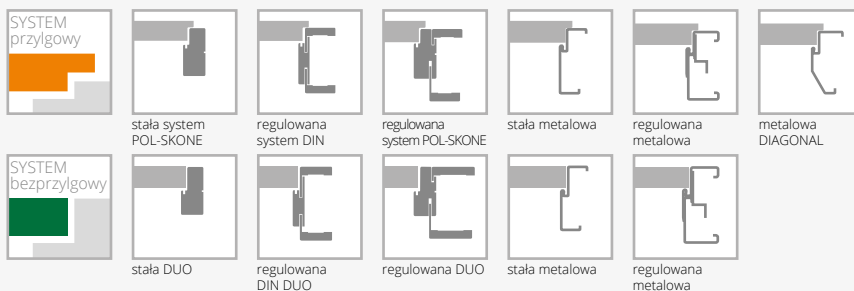 SYSTEM
przylgowy
stała system
POL-SKONE
regulowana
system DIN
regulowana
system POL-SKONE
stała metalowa
regulowana
metalowa
metalowa
DIAGONAL
SYSTEM
bezprzylgowy
stała DUO
regulowana
DIN DUO
regulowana DUO
stała metalowa
regulowana
metalowa